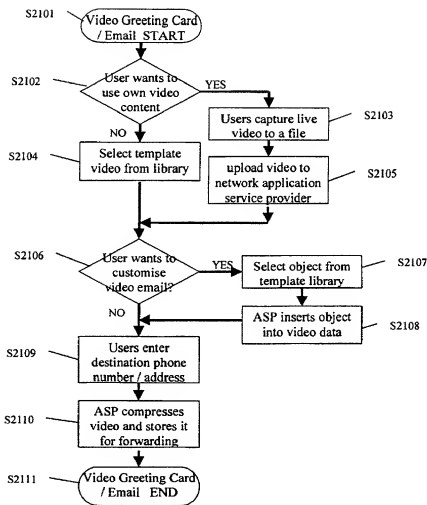 S2101
Video Greeting Card
/ Email START
S2102
User wants to
use own video
content
YES
NO
Users capture live
video to a file
S2103
S2104
Select template
video from library
upload video to
network application
service provider
S2105
S2106
User wants to
customise
video email?
YES
NO
Select object from
template library
S2107
ASP inserts object
into video data
S2108
S2109
Users enter
destination phone
number / address
S2110
ASP compresses
video and stores it
for forwarding
S2111
Video Greeting Card
/ Email END